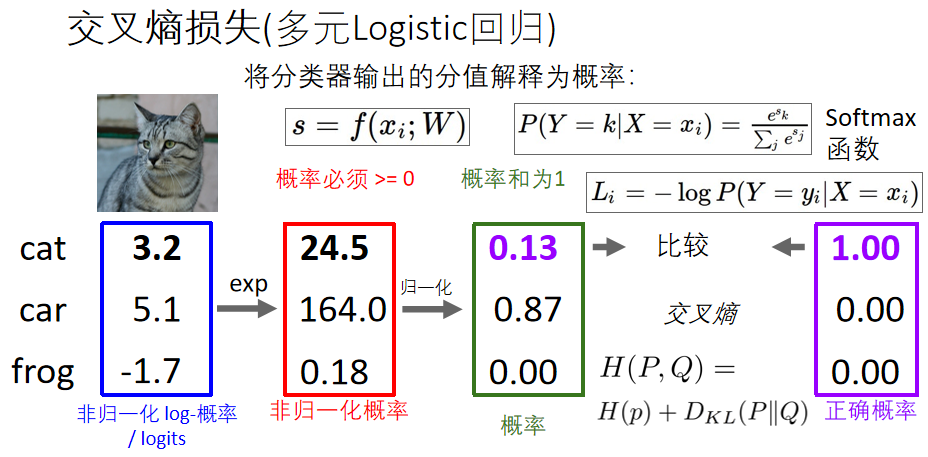 交叉熵损失(多元Logistic回归)
将分类器输出的分值解释为概率:
s = f(x_i; W)
P(Y = k|X = x_i) = \frac{e^{s_k}}{\sum_j e^{s_j}}
Softmax
函数
概率必须 >= 0
概率和为1
L_i = -\log P(Y = y_i|X = x_i)
cat 3.2 24.5 0.13 比较 1.00
exp
归一化
car 5.1 164.0 0.87 交叉熵 0.00
frog -1.7 0.18 0.00 H(P, Q) = 0.00
H(p) + D_{KL}(P‖Q)
非归一化 log-概率
/ logits
非归一化概率
概率
正确概率